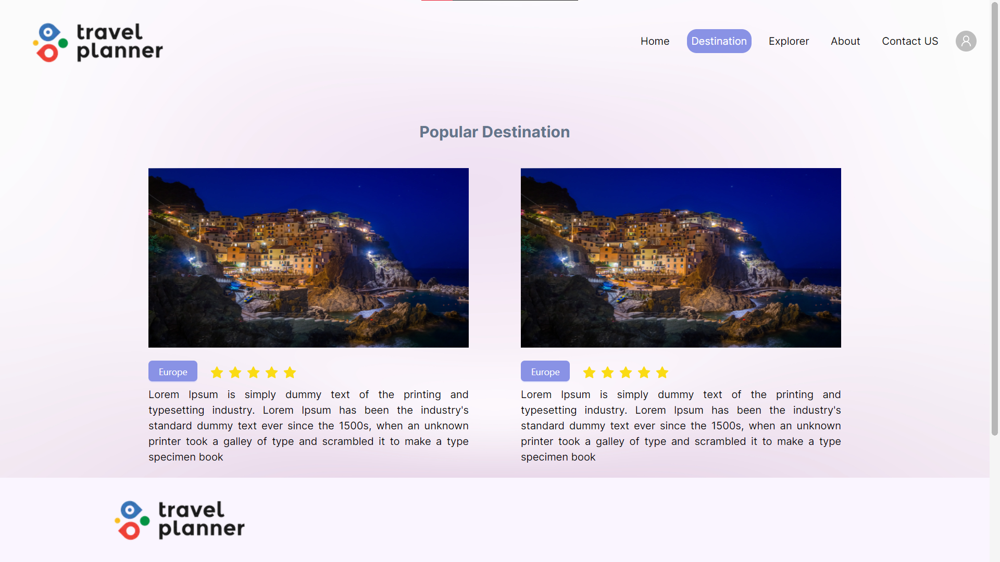 travel
planner
Home Destination Explorer About Contact US
Popular Destination
Europe
Lorem Ipsum is simply dummy text of the printing and
typesetting industry. Lorem Ipsum has been the industry's
standard dummy text ever since the 1500s, when an unknown
printer took a galley of type and scrambled it to make a type
specimen book
Europe
Lorem Ipsum is simply dummy text of the printing and
typesetting industry. Lorem Ipsum has been the industry's
standard dummy text ever since the 1500s, when an unknown
printer took a galley of type and scrambled it to make a type
specimen book
travel
planner